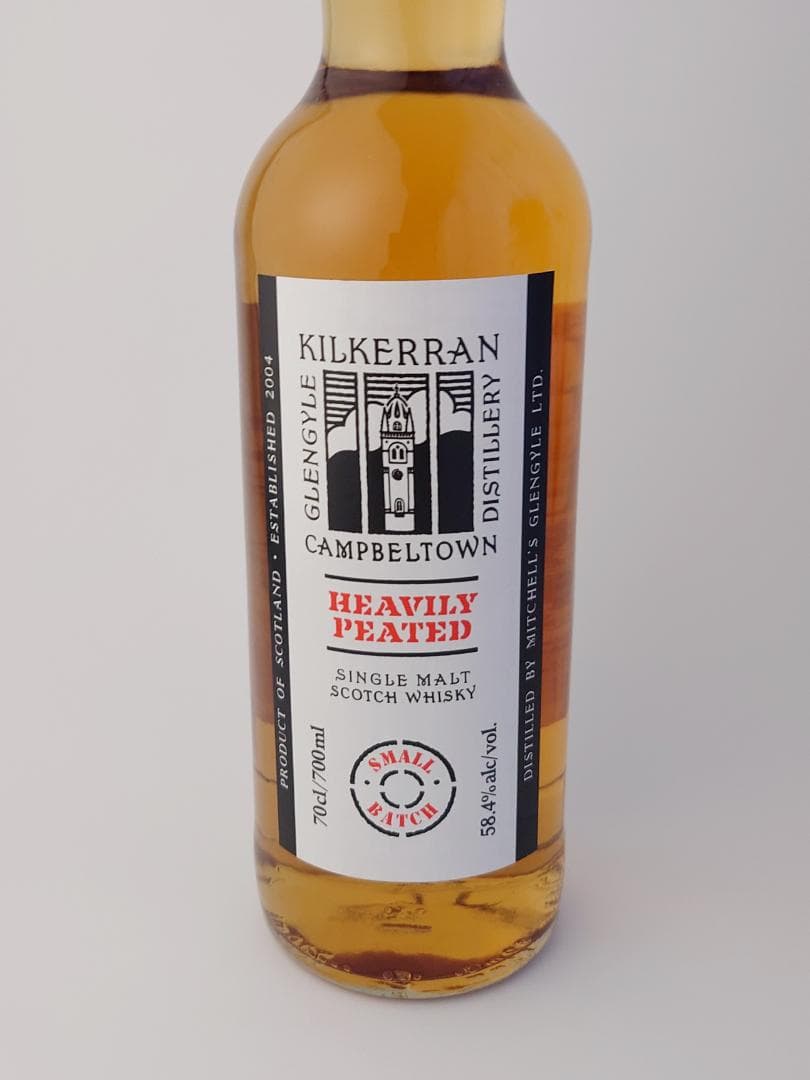 KILKERRAN
GLENGYLE
DISTILLERY
CAMPBELTOWN
HEAVILY
PEATED
SINGLE MALT
SCOTCH WHISKY
SMALL
BATCH
70cl/700ml
58.4%alc/vol.
PRODUCT OF SCOTLAND • ESTABLISHED 2004
DISTILLED BY MITCHELL'S GLENGYLE LTD.